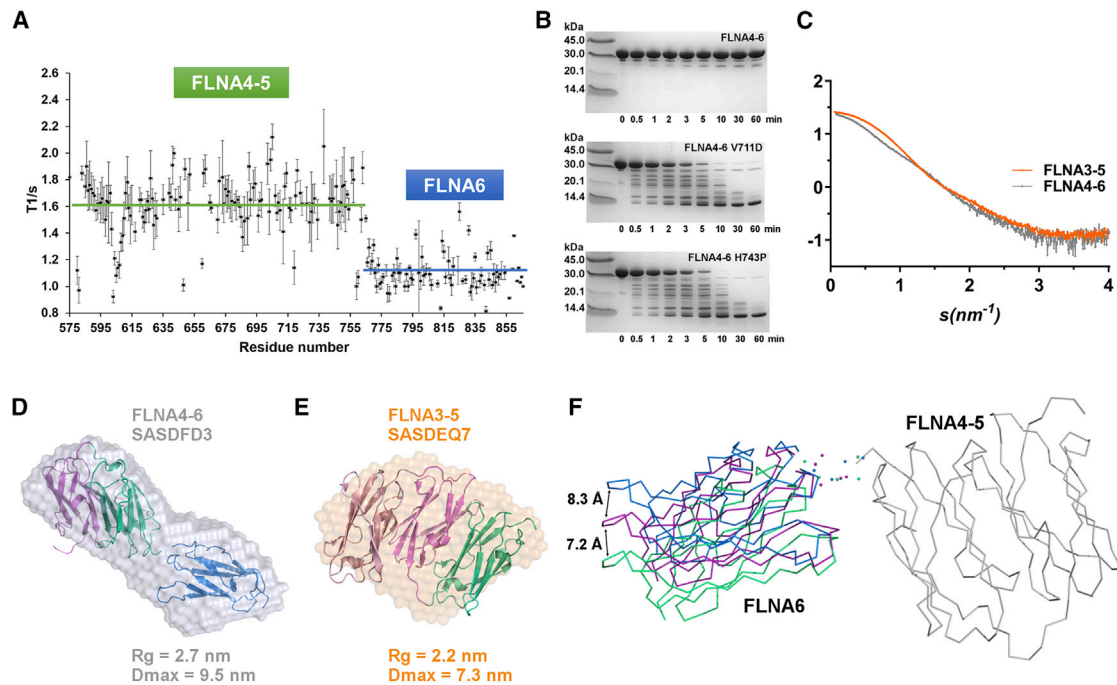 A
2.6
2.4
2.2
2.0
1.8
1.6
1.4
1.2
1.0
0.8
T1/s
FLNA4-5
FLNA6
575 595 615 635 655 675 695 715 735 755 775 795 815 835 855
Residue number
B
kDa
45.0
30.0
20.1
14.4
FLNA4-6
0 0.5 1 2 3 5 10 30 60 min
kDa
45.0
30.0
20.1
14.4
FLNA4-6 V711D
0 0.5 1 2 3 5 10 30 60 min
kDa
45.0
30.0
20.1
14.4
FLNA4-6 H743P
0 0.5 1 2 3 5 10 30 60 min
C
2
1
0
-1
FLNA3-5
FLNA4-6
0 1 2 3 4
s(nm⁻¹)
D
FLNA4-6
SASDFD3
Rg = 2.7 nm
Dmax = 9.5 nm
E
FLNA3-5
SASDEQ7
Rg = 2.2 nm
Dmax = 7.3 nm
F
FLNA4-5
8.3 Å
7.2 Å
FLNA6